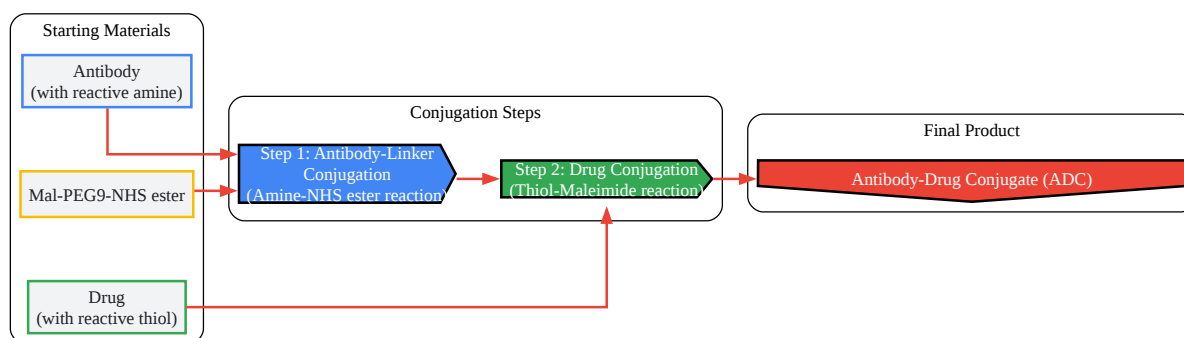 Starting Materials
Antibody
(with reactive amine)
Mal-PEG9-NHS ester
Drug
(with reactive thiol)
Conjugation Steps
Step 1: Antibody-Linker
Conjugation
(Amine-NHS ester reaction)
Step 2: Drug Conjugation
(Thiol-Maleimide reaction)
Final Product
Antibody-Drug Conjugate (ADC)